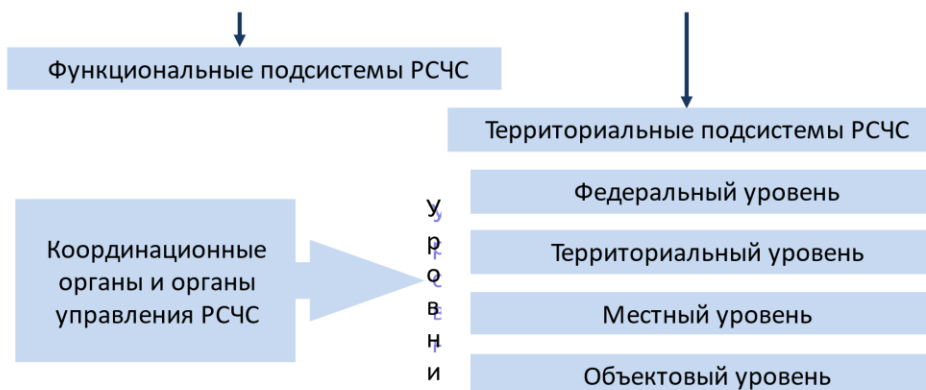 Функциональные подсистемы РСЧС
Территориальные подсистемы РСЧС
Федеральный уровень
Координационные
органы и органы
управления РСЧС
Уровни
Территориальный уровень
Местный уровень
Объектовый уровень